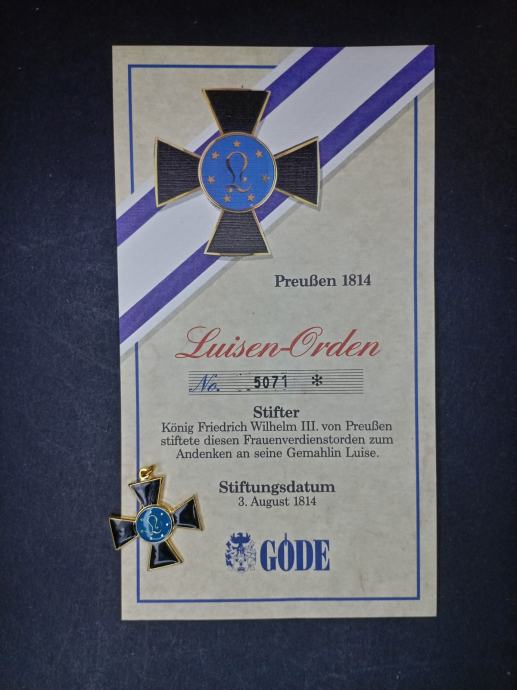 L
Preußen 1814
Luisen-Orden
No. 5071 *
Stifter
König Friedrich Wilhelm III. von Preußen
stiftete diesen Frauenverdienstorden zum
Andenken an seine Gemahlin Luise.
Stiftungsdatum
3. August 1814
GÖDE
L